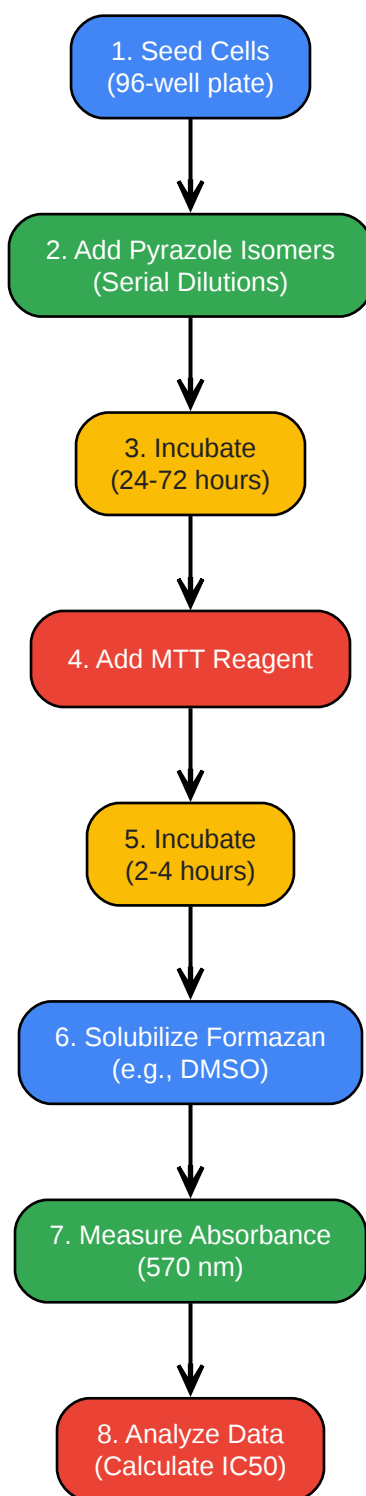 1. Seed Cells
(96-well plate)
2. Add Pyrazole Isomers
(Serial Dilutions)
3. Incubate
(24-72 hours)
4. Add MTT Reagent
5. Incubate
(2-4 hours)
6. Solubilize Formazan
(e.g., DMSO)
7. Measure Absorbance
(570 nm)
8. Analyze Data
(Calculate IC50)